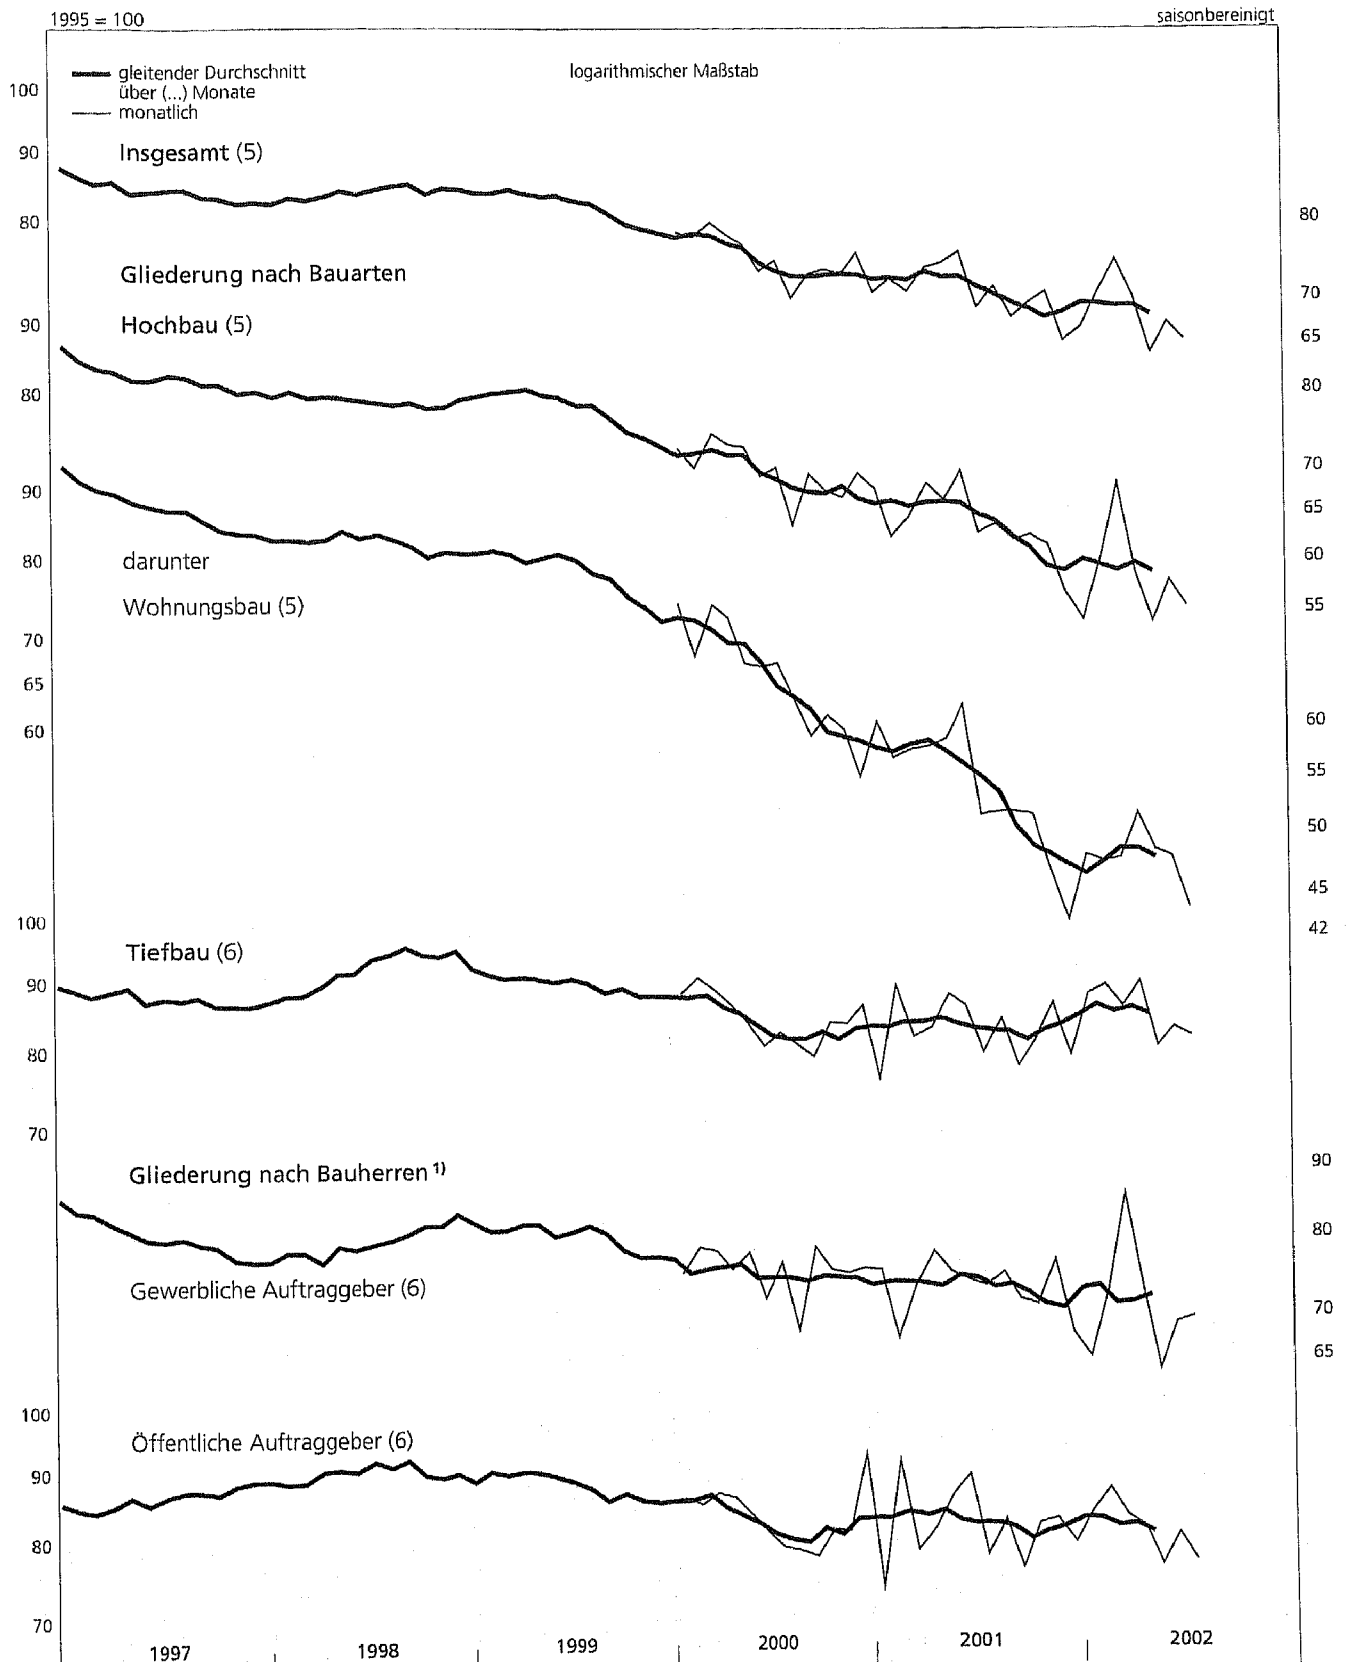 1995 = 100
saisonbereinigt
gleitender Durchschnitt
über (...) Monate
monatlich
logarithmischer Maßstab
100
90
Insgesamt (5)
80
80
Gliederung nach Bauarten
70
90
Hochbau (5)
65
80
80
70
90
65
80
darunter
60
Wohnungsbau (5)
55
70
65
60
60
55
50
45
100
42
Tiefbau (6)
90
80
70
90
Gliederung nach Bauherren 1)
80
Gewerbliche Auftraggeber (6)
70
65
100
Öffentliche Auftraggeber (6)
90
80
70
1997
1998
1999
2000
2001
2002